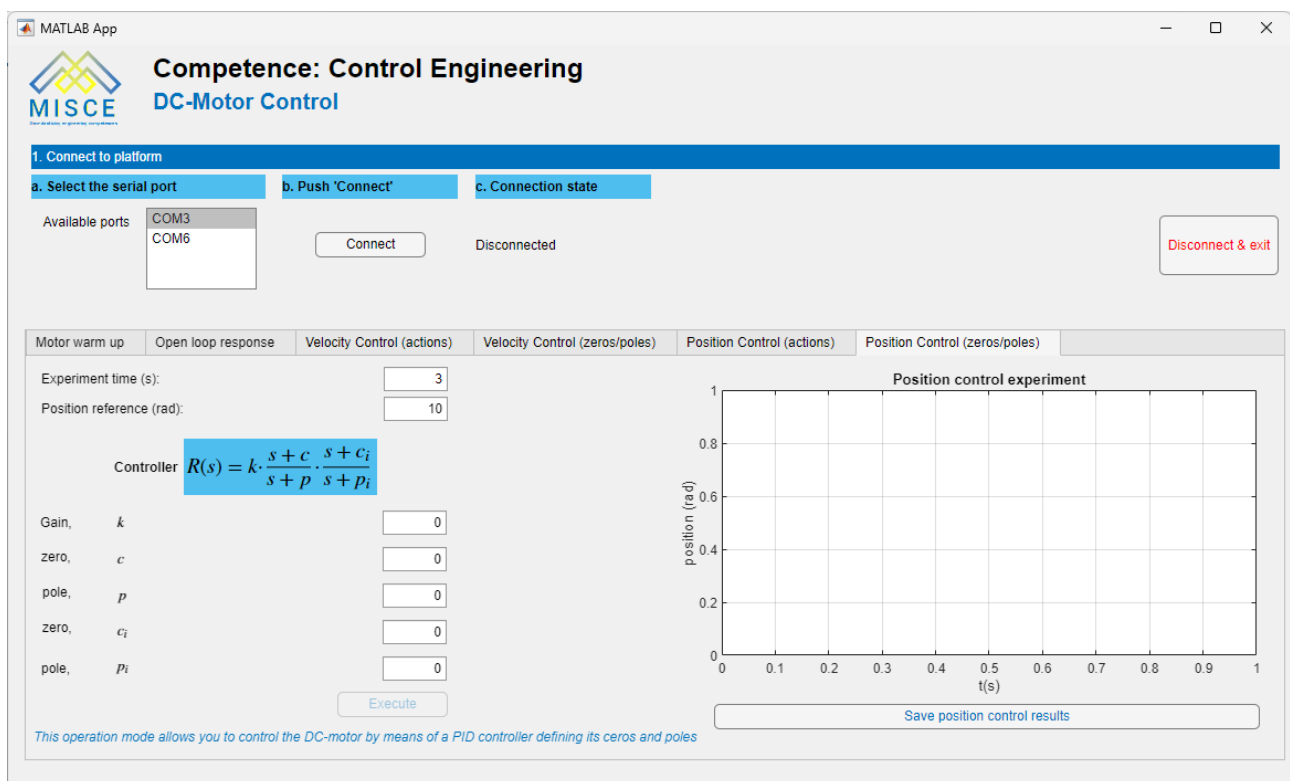 MATLAB App
Competence: Control Engineering
DC-Motor Control
MISCE
1. Connect to platform
a. Select the serial port
b. Push 'Connect'
c. Connection state
Available ports
COM3
COM6
Connect
Disconnected
Disconnect & exit
Motor warm up
Open loop response
Velocity Control (actions)
Velocity Control (zeros/poles)
Position Control (actions)
Position Control (zeros/poles)
Experiment time (s): 3
Position reference (rad): 10
Controller R(s) = k· (s + c)/(s + p) · (s + c_i)/(s + p_i)
Gain, k 0
zero, c 0
pole, p 0
zero, c_i 0
pole, p_i 0
Execute
This operation mode allows you to control the DC-motor by means of a PID controller defining its ceros and poles
Position control experiment
position (rad)
1
0.8
0.6
0.4
0.2
0
0 0.1 0.2 0.3 0.4 0.5 0.6 0.7 0.8 0.9 1
t(s)
Save position control results